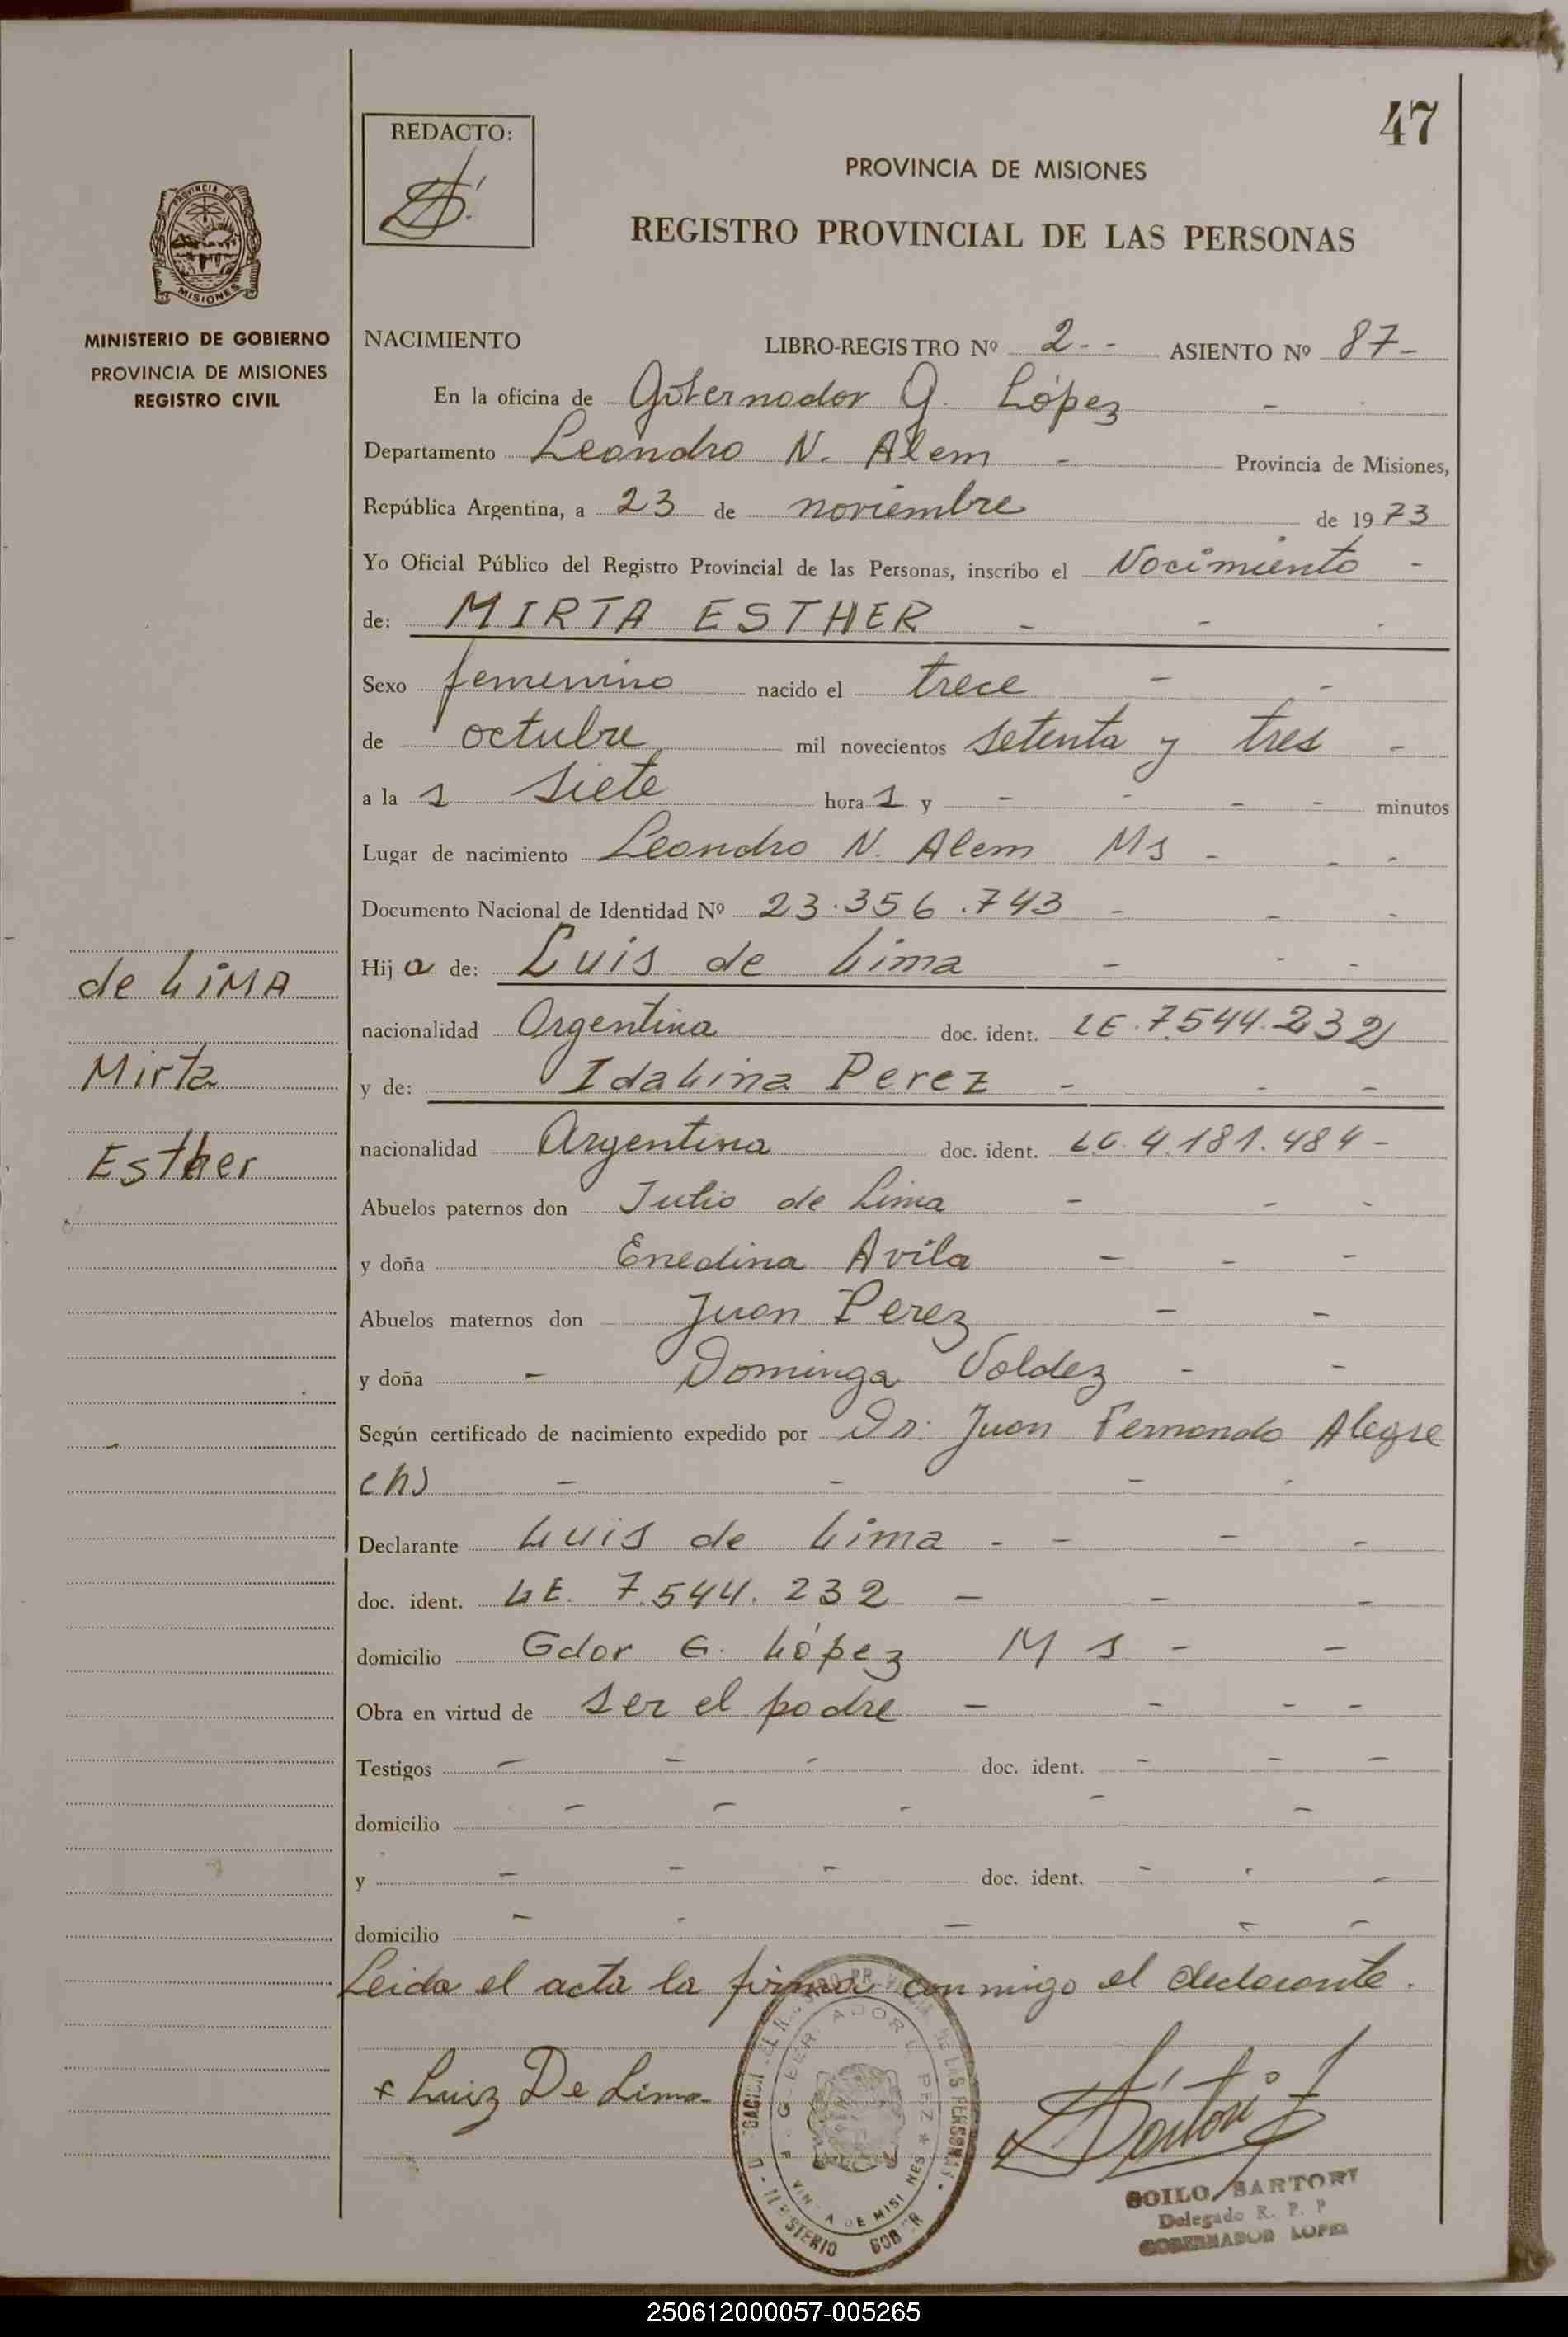 47
REDACTO:
PROVINCIA DE MISIONES
REGISTRO PROVINCIAL DE LAS PERSONAS
PROVINCIA DE
MISIONES
MINISTERIO DE GOBIERNO
PROVINCIA DE MISIONES
REGISTRO CIVIL
NACIMIENTO LIBRO-REGISTRO Nº 2 - - ASIENTO Nº 87 -
En la oficina de Gobernador G. López -
Departamento Leandro N. Alem - Provincia de Misiones,
República Argentina, a 23 de noviembre de 1973
Yo Oficial Público del Registro Provincial de las Personas, inscribo el Nacimiento -
de: MIRTA ESTHER - - -
Sexo femenino nacido el trece - -
de octubre mil novecientos setenta y tres -
a la s siete hora s y - - - - minutos
Lugar de nacimiento Leandro N. Alem Ms - - -
Documento Nacional de Identidad Nº 23.356.743 - - -
Hij a de: Luis de Lima - - -
de LiMA
nacionalidad Argentina doc. ident. LE. 7.544.232
Mirta
y de: Idalina Perez - - -
Esther
nacionalidad Argentina doc. ident. LC. 4.181.484 -
Abuelos paternos don Julio de Lima - - -
y doña Enedina Avila - - -
Abuelos maternos don Juan Perez - -
y doña - Dominga Valdez - -
Según certificado de nacimiento expedido por Dr. Juan Fernando Alegre
- - - -
Declarante Luis de Lima - - - -
doc. ident. LE. 7.544.232 - - -
domicilio Gdor G. López M s - -
Obra en virtud de ser el padre - - - -
Testigos - - - doc. ident. - - -
domicilio - - - - -
y - - - doc. ident. - - -
domicilio - - - - -
Leida el acta la firma conmigo el declarante.
Luiz De Lima
Sartori
SOILO SARTORI
Delegado R. P. P
GOBERNADOR LOPEZ
250612000057-005265